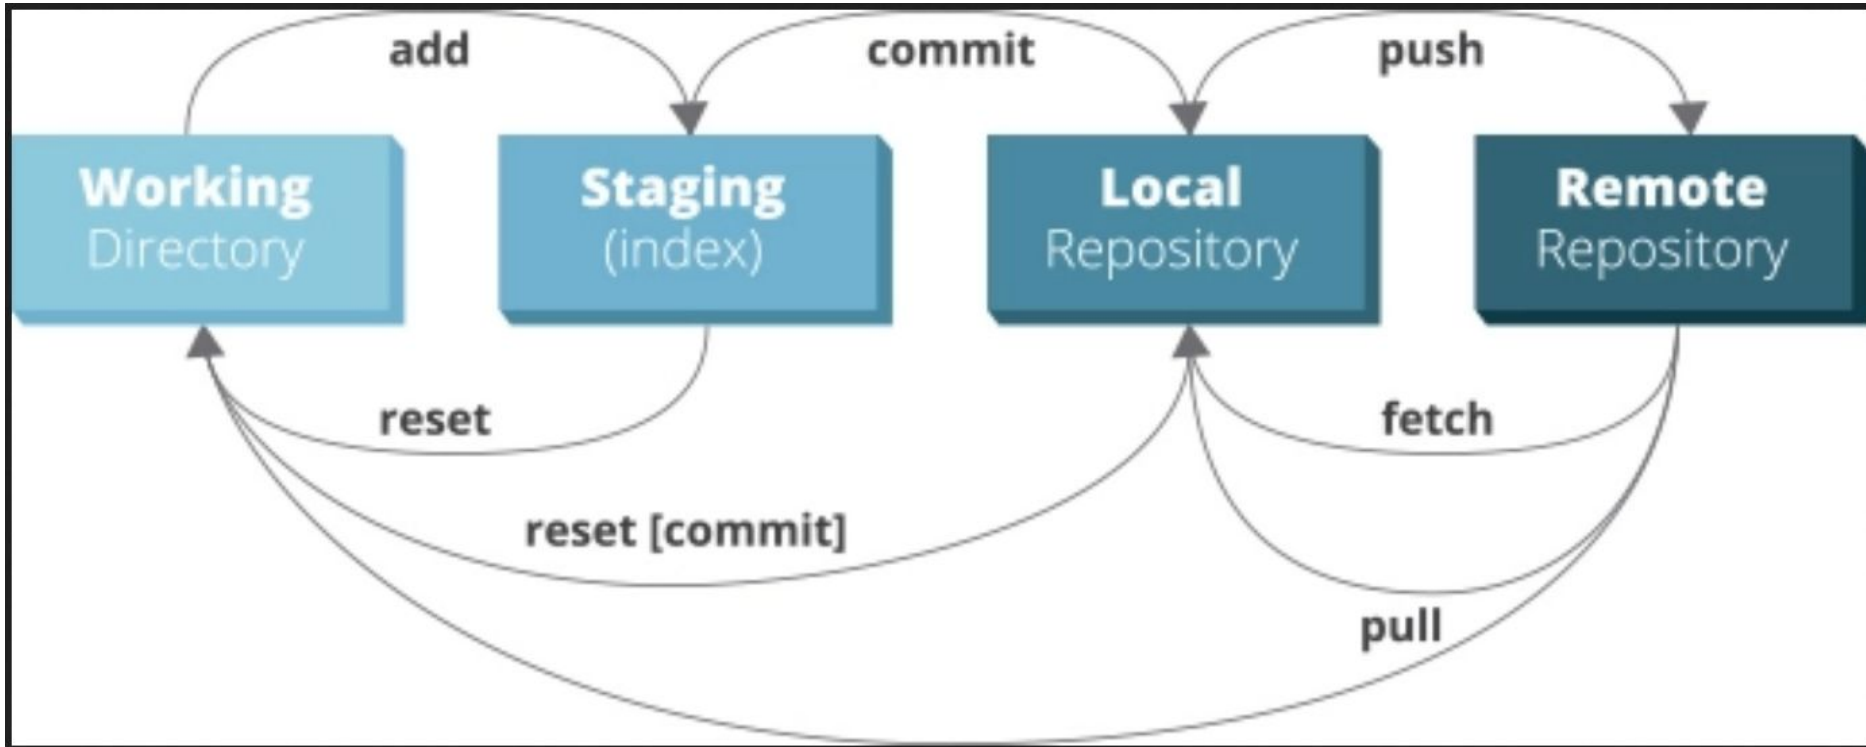 add
commit
push
Working
Directory
Staging
(index)
Local
Repository
Remote
Repository
reset
fetch
reset [commit]
pull